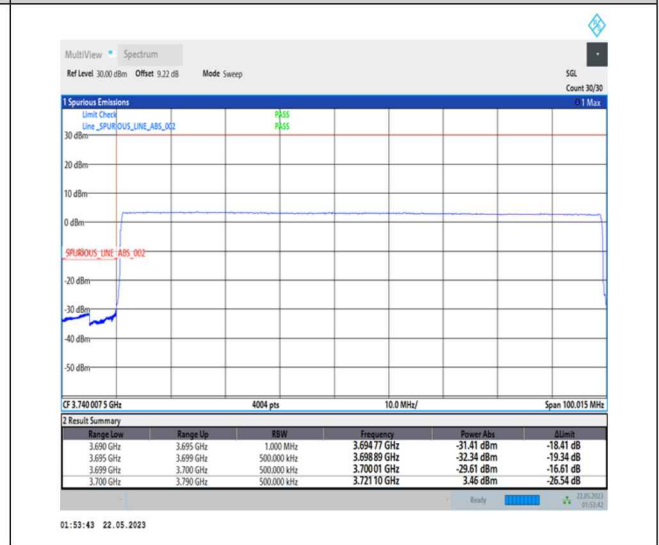 MultiView Spectrum
Ref Level 30.00 dBm Offset 9.22 dB Mode Sweep SGL
Count 30/30
1 Spurious Emissions 1 Max
Limit Check PASS
Line _SPURIOUS_LINE_ABS_002 PASS
30 dBm
20 dBm
10 dBm
0 dBm
_SPURIOUS_LINE_ABS_002
-20 dBm
-30 dBm
-40 dBm
-50 dBm
CF 3.740 007 5 GHz 4004 pts 10.0 MHz/ Span 100.015 MHz
2 Result Summary
Range Low Range Up RBW Frequency Power Abs ΔLimit
3.690 GHz 3.695 GHz 1.000 MHz 3.694 77 GHz -31.41 dBm -18.41 dB
3.695 GHz 3.699 GHz 500.000 kHz 3.698 89 GHz -32.34 dBm -19.34 dB
3.699 GHz 3.700 GHz 500.000 kHz 3.700 01 GHz -29.61 dBm -16.61 dB
3.700 GHz 3.790 GHz 500.000 kHz 3.721 10 GHz 3.46 dBm -26.54 dB
Ready 22.05.2023
01:53:42
01:53:43 22.05.2023